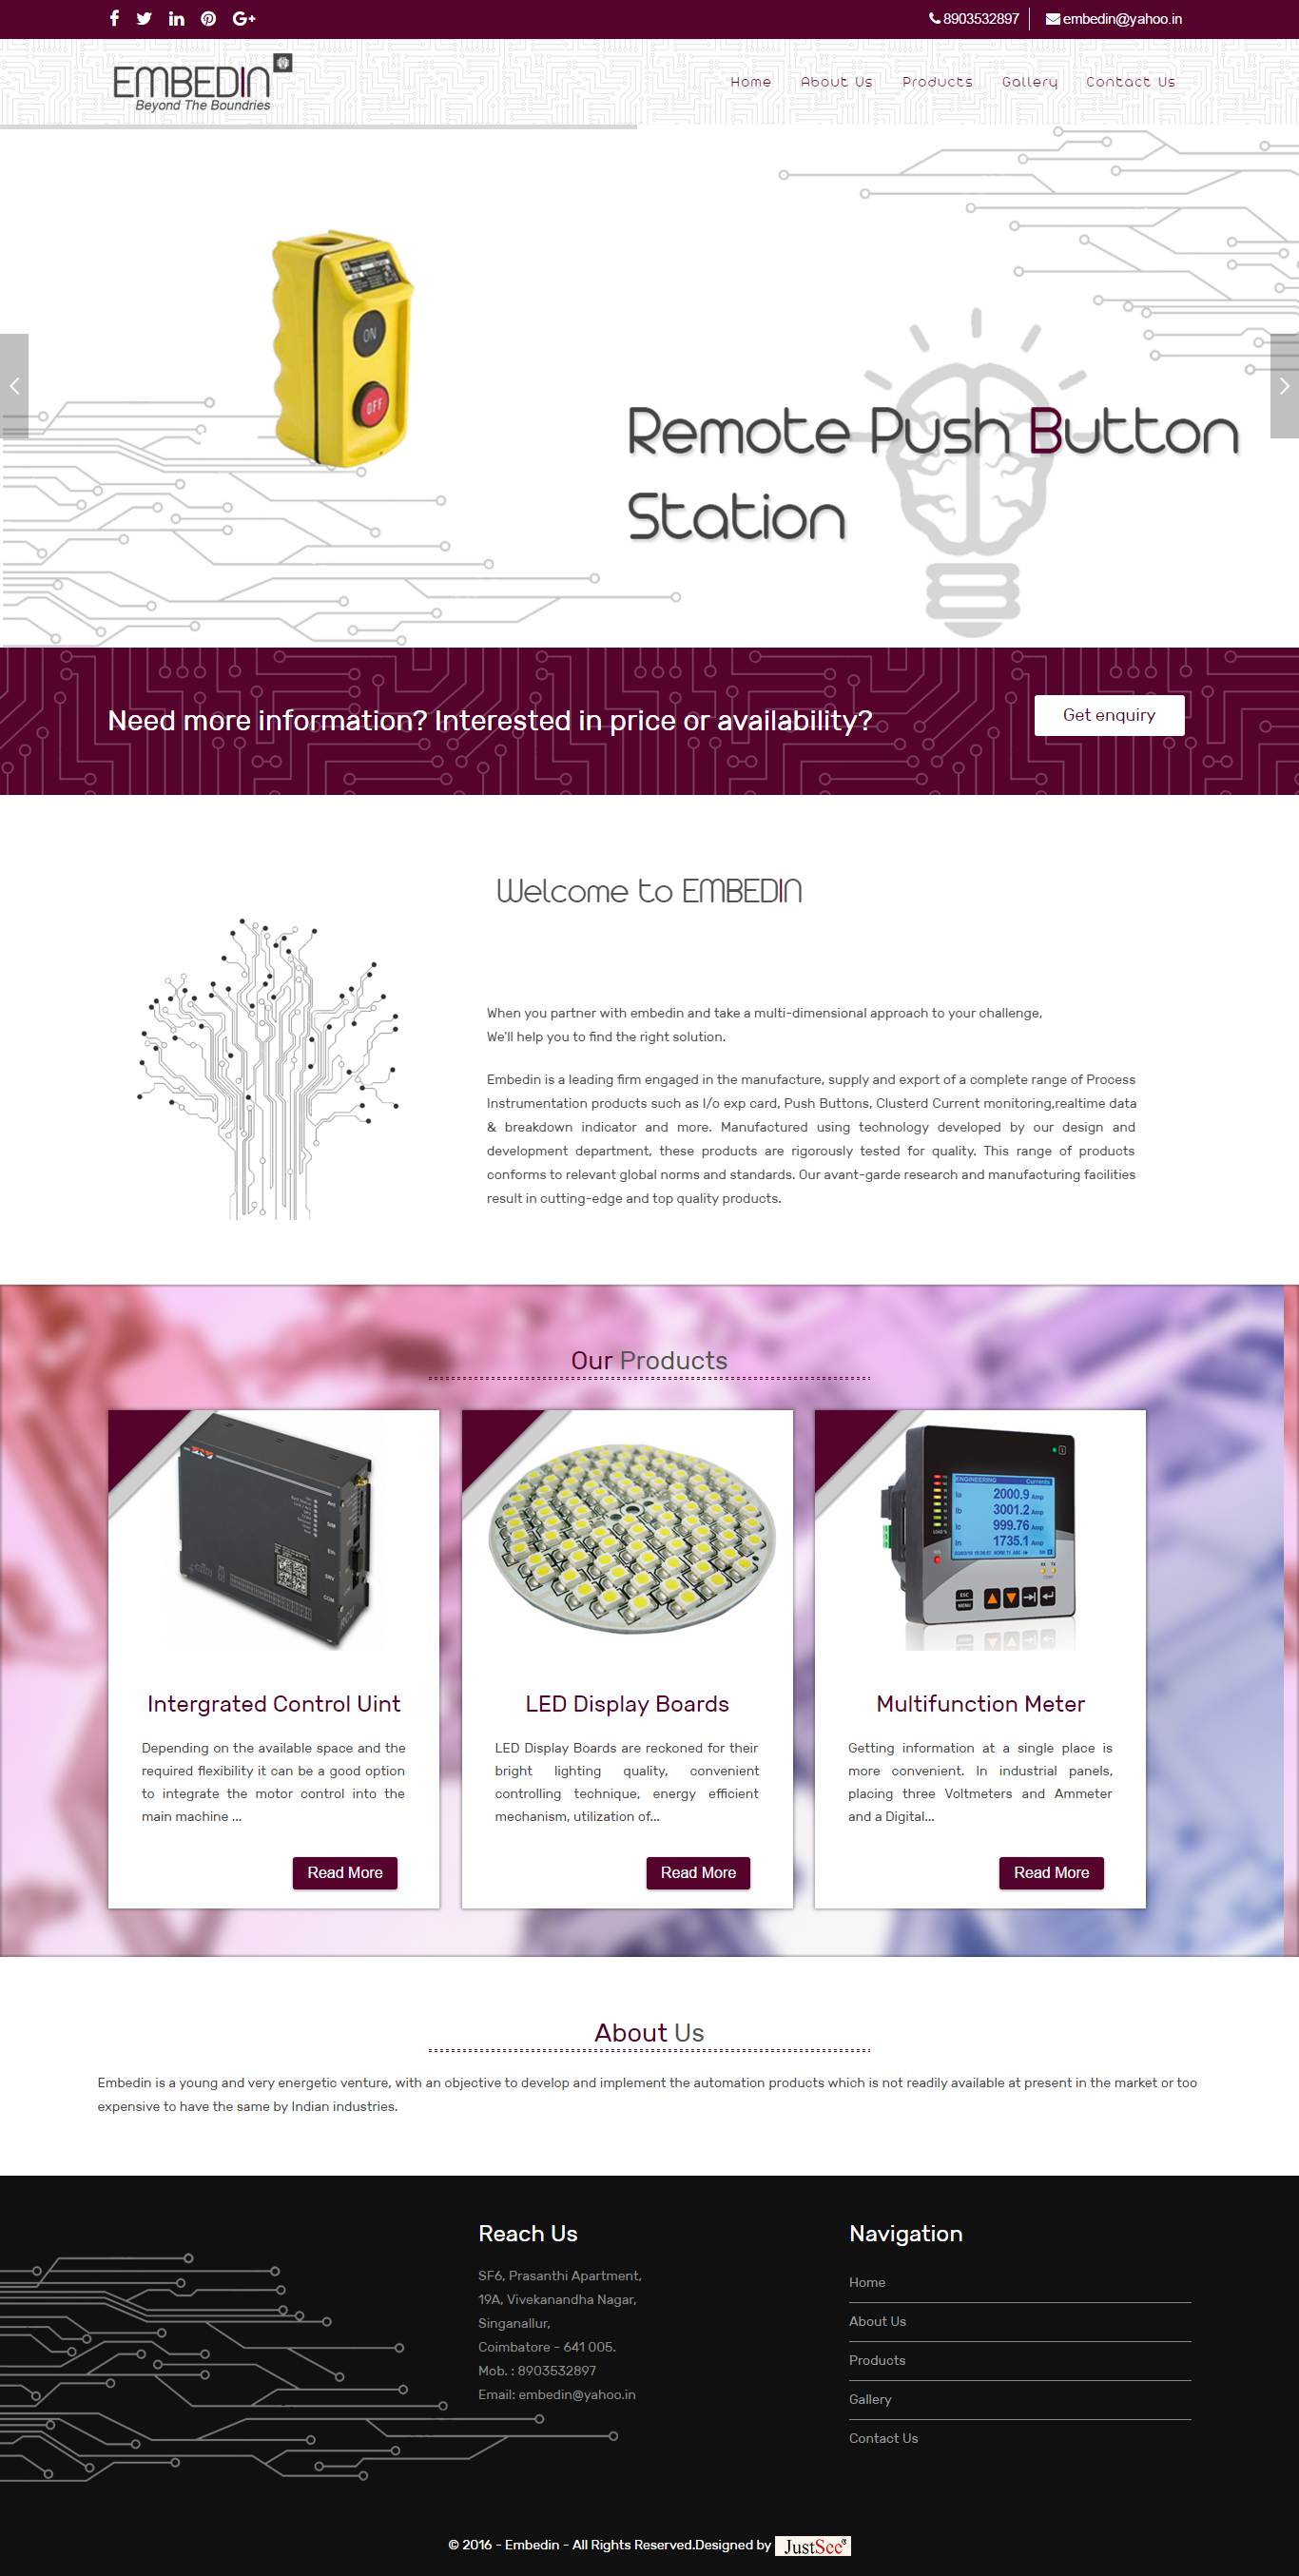 8903532897
embedin@yahoo.in
EMBEDIN
Beyond The Boundries
Home About Us Products Gallery Contact Us
ON
OFF
Remote Push Button
Station
Need more information? Interested in price or availability?
Get enquiry
Welcome to EMBEDIN
When you partner with embedin and take a multi-dimensional approach to your challenge,
We'll help you to find the right solution.
Embedin is a leading firm engaged in the manufacture, supply and export of a complete range of Process
Instrumentation products such as I/o exp card, Push Buttons, Clusterd Current monitoring,realtime data
& breakdown indicator and more. Manufactured using technology developed by our design and
development department, these products are rigorously tested for quality. This range of products
conforms to relevant global norms and standards. Our avant-garde research and manufacturing facilities
result in cutting-edge and top quality products.
Our Products
ENGINEERING Currents
Ia 2000.9 Amp
Ib 3001.2 Amp
Ic 999.76 Amp
In 1735.1 Amp
ESC
MENU
Intergrated Control Uint
Depending on the available space and the
required flexibility it can be a good option
to integrate the motor control into the
main machine ...
Read More
LED Display Boards
LED Display Boards are reckoned for their
bright lighting quality, convenient
controlling technique, energy efficient
mechanism, utilization of...
Read More
Multifunction Meter
Getting information at a single place is
more convenient. In industrial panels,
placing three Voltmeters and Ammeter
and a Digital...
Read More
About Us
Embedin is a young and very energetic venture, with an objective to develop and implement the automation products which is not readily available at present in the market or too
expensive to have the same by Indian industries.
Reach Us
SF6, Prasanthi Apartment,
19A, Vivekanandha Nagar,
Singanallur,
Coimbatore - 641 005.
Mob. : 8903532897
Email: embedin@yahoo.in
Navigation
Home
About Us
Products
Gallery
Contact Us
© 2016 - Embedin - All Rights Reserved.Designed by JustSee®